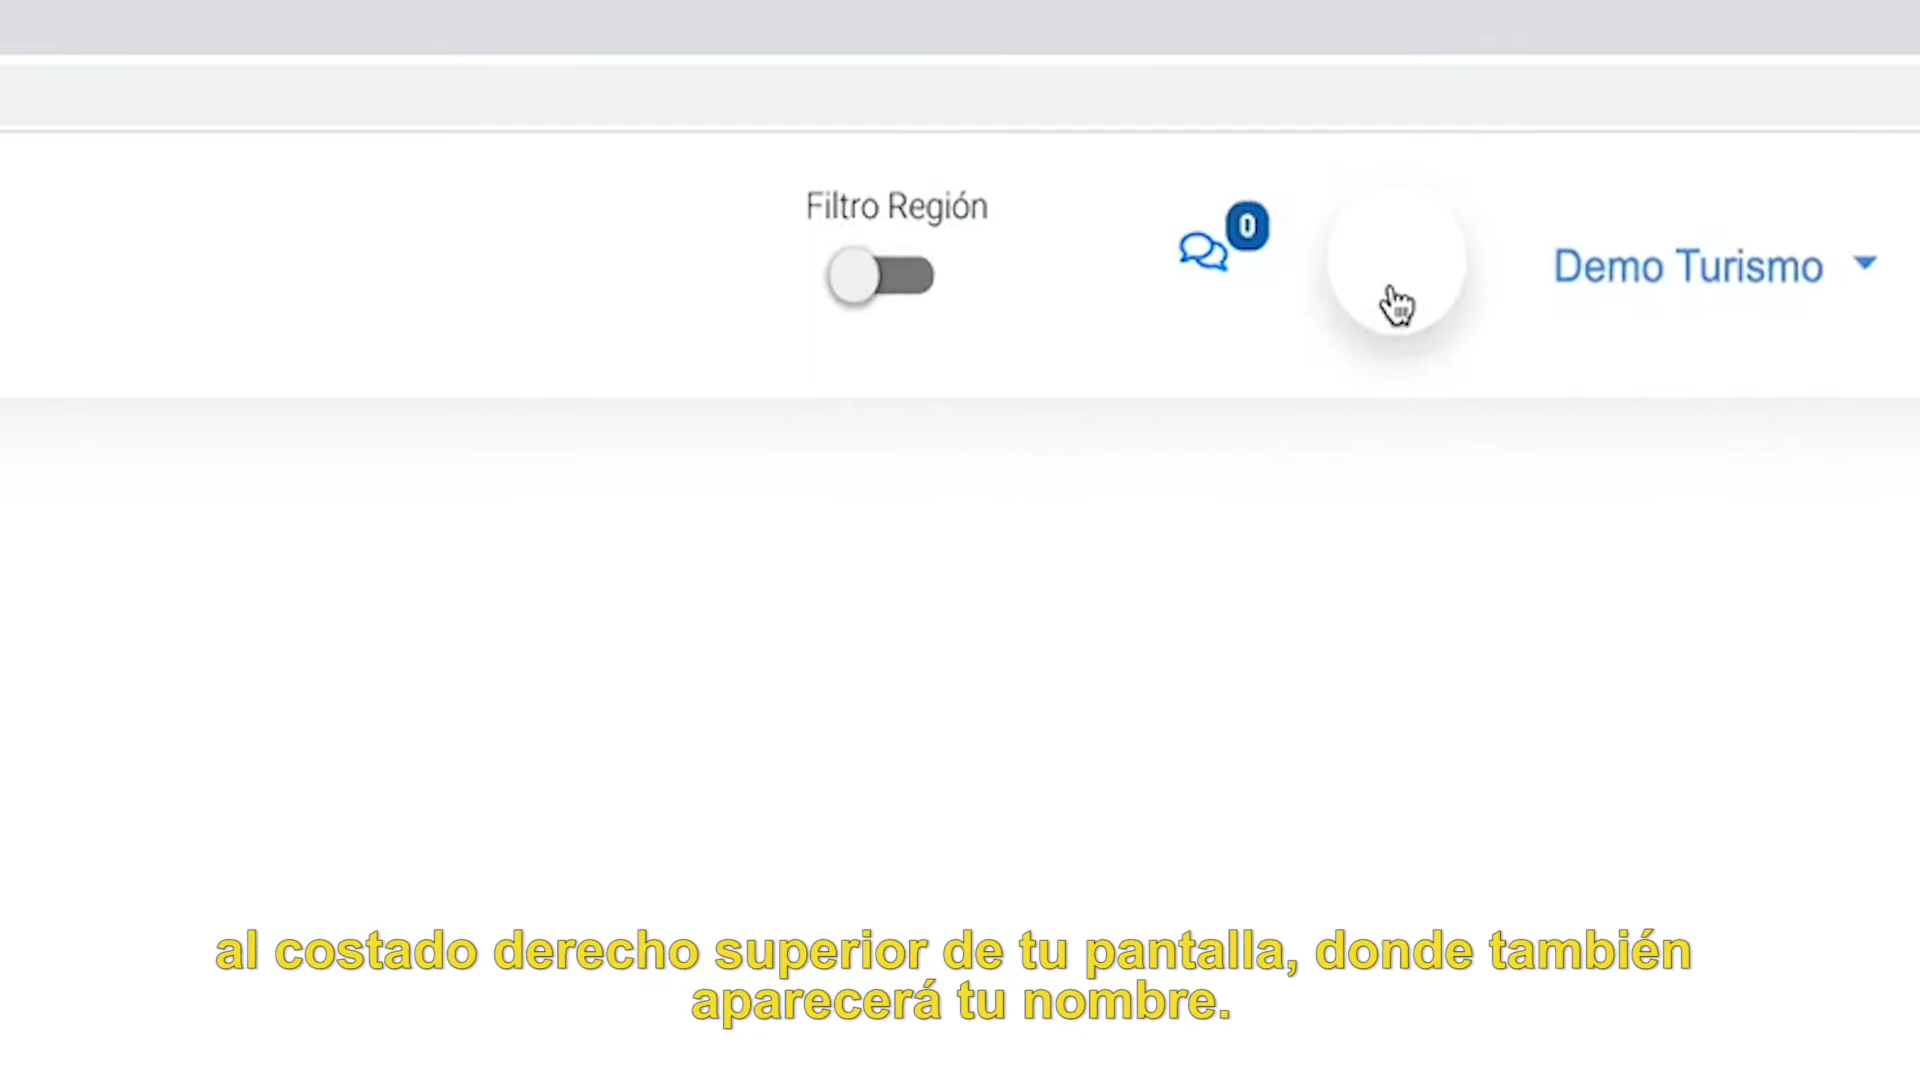 Filtro Región
0
Demo Turismo
al costado derecho superior de tu pantalla, donde también
aparecerá tu nombre.